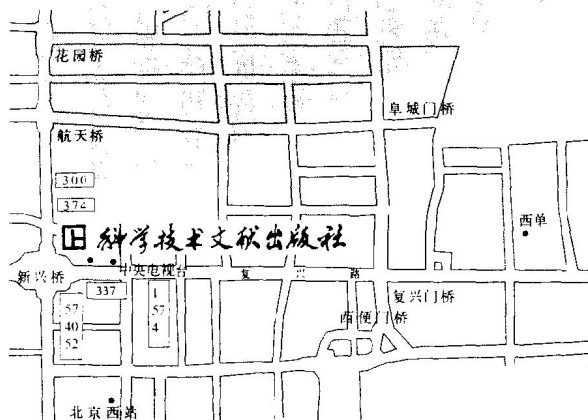 花园桥
阜城门桥
航天桥
300
374
科学技术文献出版社
西单
新兴桥
中央电视台
复兴路
337
57
40
52
1
57
4
复兴门桥
西便门桥
北京西站